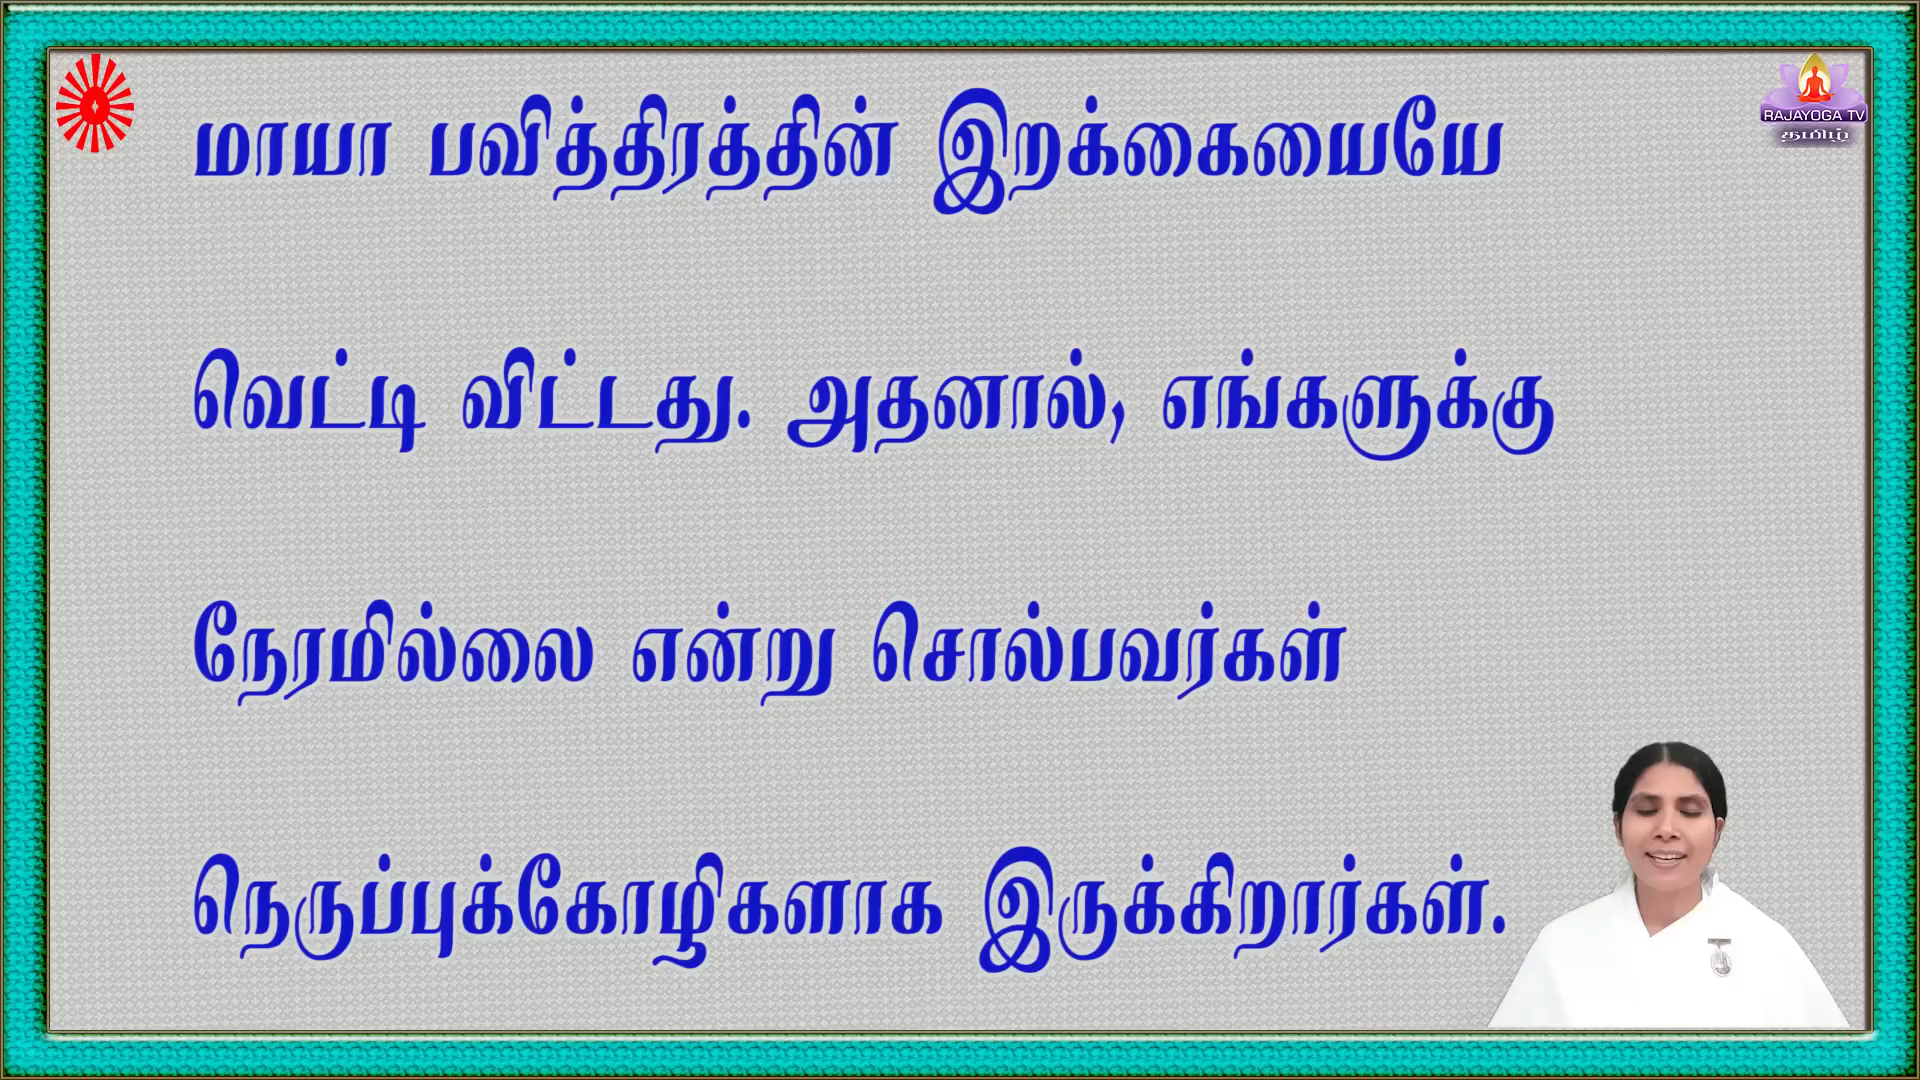 RAJAYOGA TV
தமிழ்
மாயா பவித்திரத்தின் இறக்கையையே
வெட்டி விட்டது. அதனால், எங்களுக்கு
நேரமில்லை என்று சொல்பவர்கள்
நெருப்புக்கோழிகளாக இருக்கிறார்கள்.